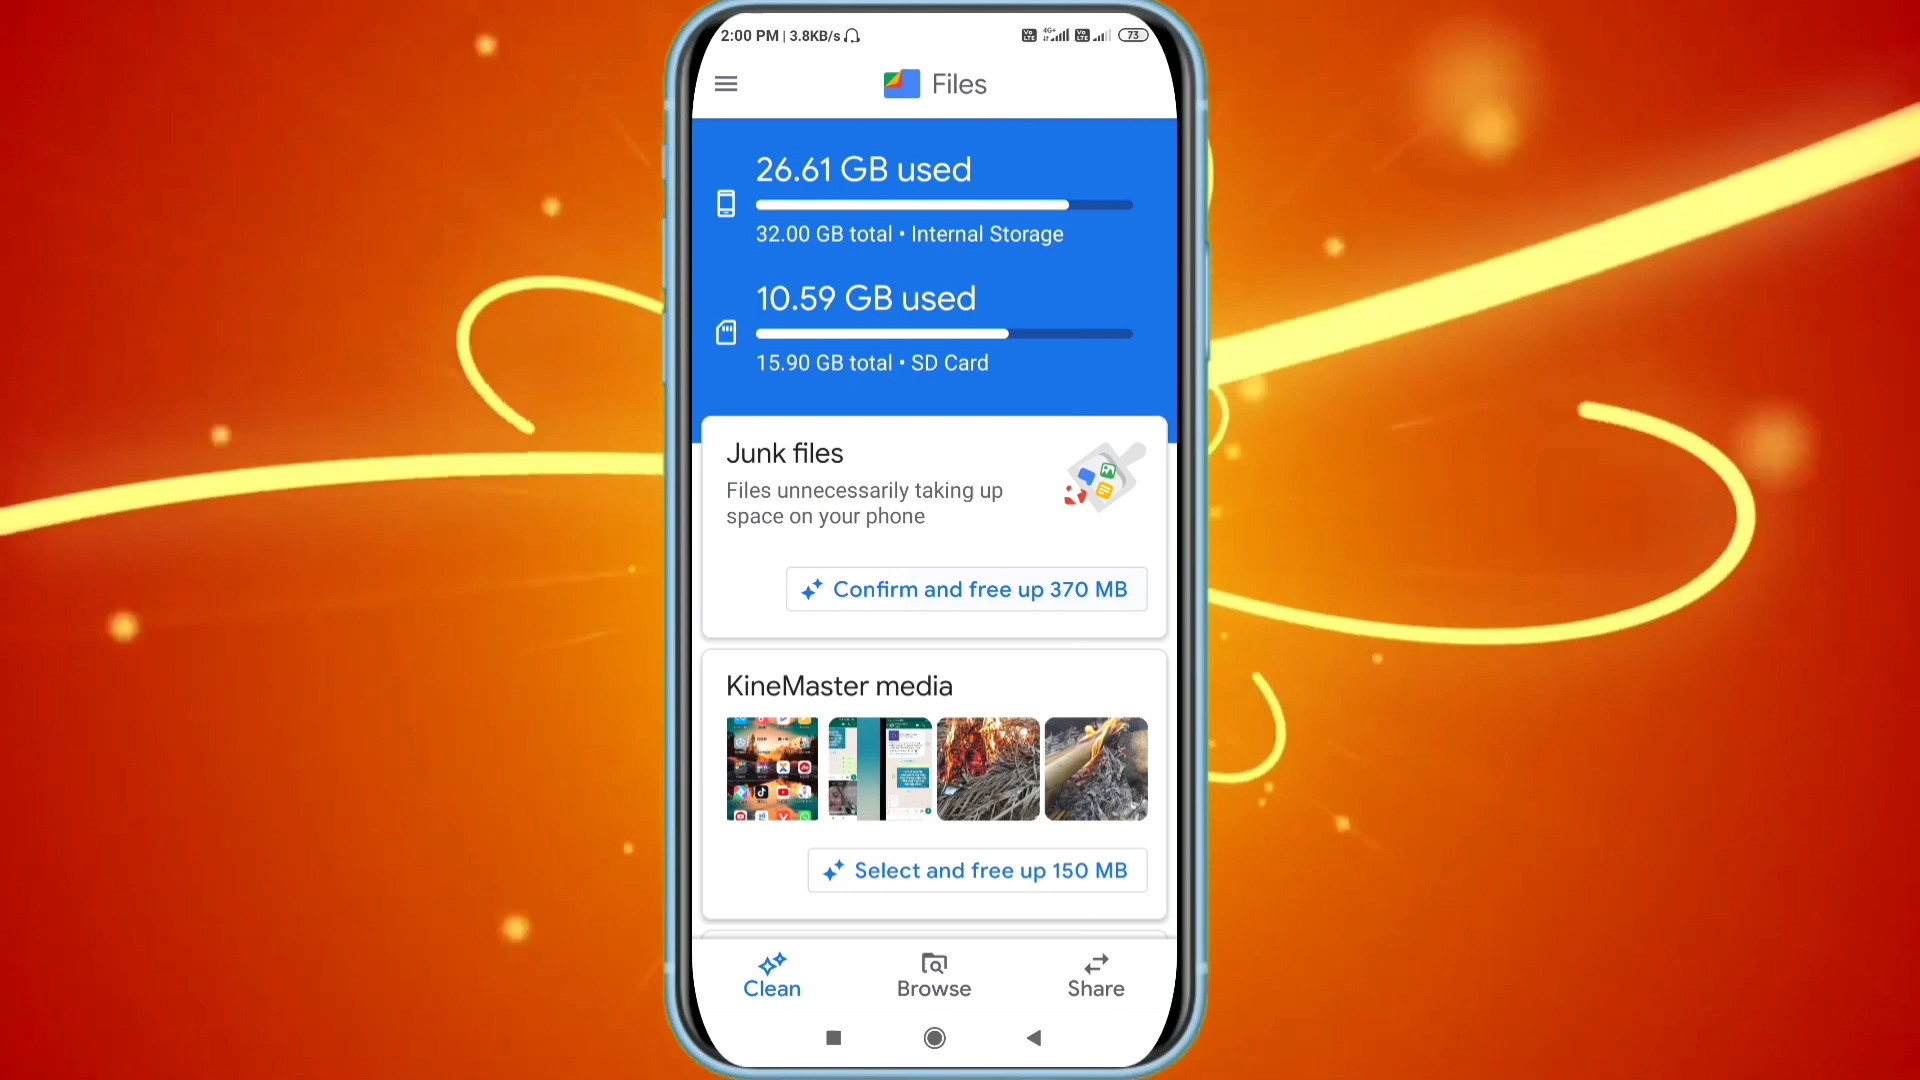 2:00 PM | 3.8KB/s
4G+
73
Files
26.61 GB used
32.00 GB total • Internal Storage
10.59 GB used
15.90 GB total • SD Card
Junk files
Files unnecessarily taking up
space on your phone
Confirm and free up 370 MB
KineMaster media
Select and free up 150 MB
Clean
Browse
Share